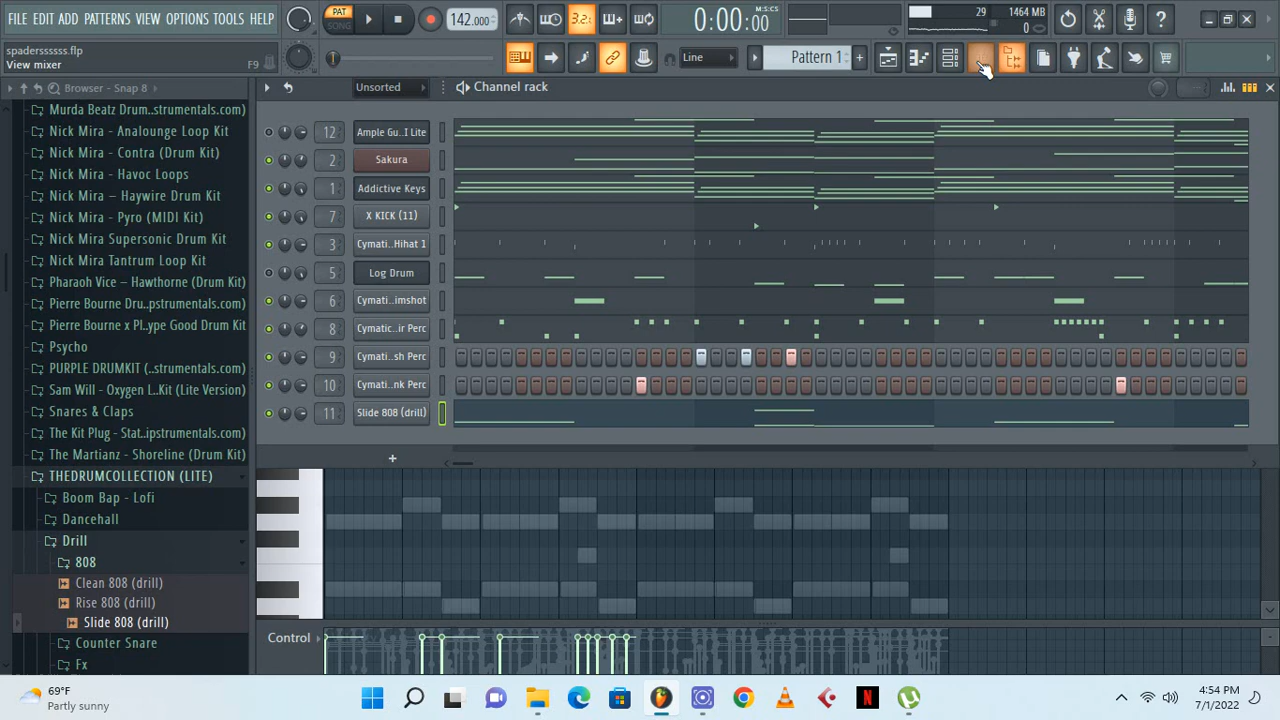 FILE EDIT ADD PATTERNS VIEW OPTIONS TOOLS HELP
PAT
142.000
3.2
0:00:00
M:S:CS
29
1464 MB
0
spaderssssss.flp
View mixer
F9
Line
Pattern 1
Browser - Snap 8
Unsorted
Channel rack
Murda Beatz Drum..strumentals.com)
Nick Mira - Analounge Loop Kit
Nick Mira - Contra (Drum Kit)
Nick Mira - Havoc Loops
Nick Mira – Haywire Drum Kit
Nick Mira - Pyro (MIDI Kit)
Nick Mira Supersonic Drum Kit
Nick Mira Tantrum Loop Kit
Pharaoh Vice – Hawthorne (Drum Kit)
Pierre Bourne Dru..pstrumentals.com)
Pierre Bourne x Pl..ype Good Drum Kit
Psycho
PURPLE DRUMKIT (..strumentals.com)
Sam Will - Oxygen l..Kit (Lite Version)
Snares & Claps
The Kit Plug - Stat..ipstrumentals.com)
The Martianz - Shoreline (Drum Kit)
THEDRUMCOLLECTION (LITE)
Boom Bap - Lofi
Dancehall
Drill
808
Clean 808 (drill)
Rise 808 (drill)
Slide 808 (drill)
Counter Snare
Fx
12 Ample Gu..I Lite
2 Sakura
1 Addictive Keys
7 X KICK (11)
3 Cymati..Hihat 1
5 Log Drum
6 Cymati..imshot
8 Cymatic..ir Perc
9 Cymati..sh Perc
10 Cymati..nk Perc
11 Slide 808 (drill)
+
Control
69°F
Partly sunny
4:54 PM
7/1/2022